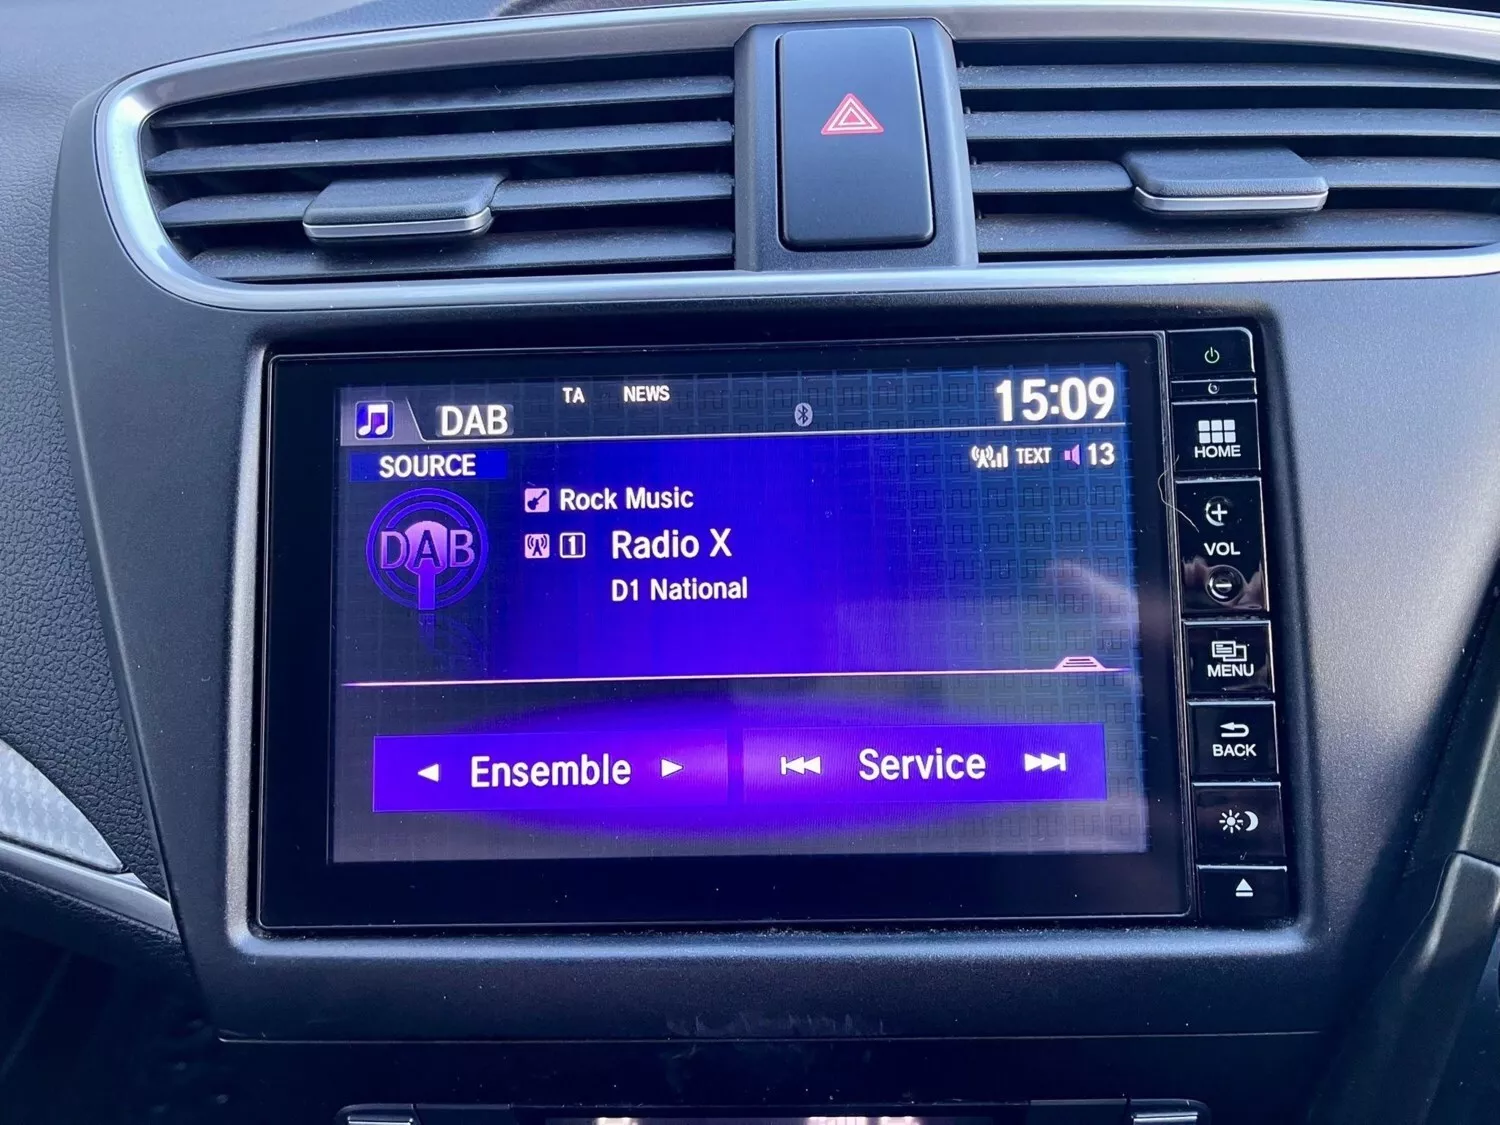 TA NEWS
DAB 15:09
SOURCE
TEXT 13
DAB
Rock Music
1 Radio X
D1 National
Ensemble Service
HOME
VOL
MENU
BACK